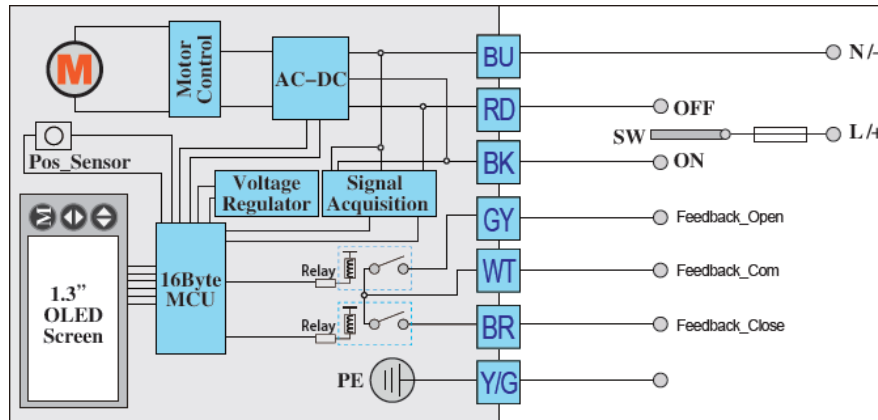 M
Motor
Control
AC-DC
BU
N/-
RD
OFF
SW
L/+
Pos_Sensor
BK
ON
Voltage
Regulator
Signal
Acquisition
M
GY
Feedback_Open
1.3”
OLED
Screen
16Byte
MCU
Relay
WT
Feedback_Com
Relay
BR
Feedback_Close
PE
Y/G